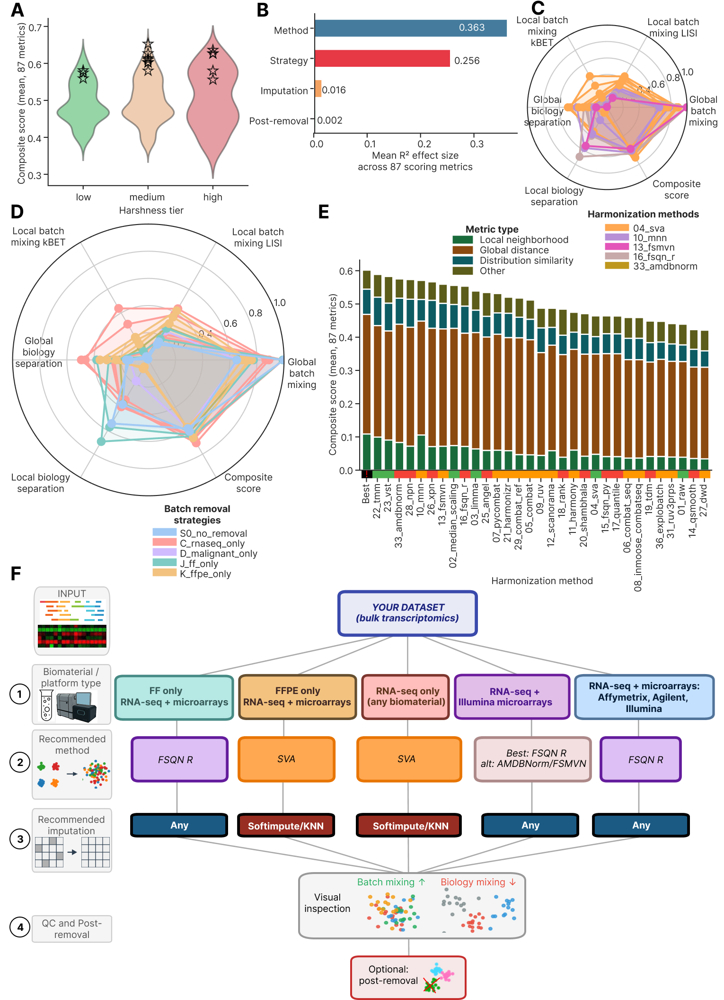 A
Composite score (mean, 87 metrics)
0.7
0.6
0.5
0.4
0.3
low
medium
high
Harshness tier
B
Method
Strategy
Imputation
Post-removal
0.363
0.256
0.016
0.002
0.0
0.1
0.2
0.3
Mean R² effect size
across 87 scoring metrics
C
Local batch
mixing
kBET
Local batch
mixing LISI
1.0
0.8
0.6
0.4
Global
biology
separation
Global
batch
mixing
Local biology
separation
Composite
score
Harmonization methods
04_sva
10_mnn
13_fsmvn
16_fsqn_r
33_amdbnorm
D
Local batch
mixing kBET
Local batch
mixing LISI
1.0
0.8
0.6
0.4
Global
biology
separation
Global
batch
mixing
Local biology
separation
Composite
score
Batch removal
strategies
S0_no_removal
C_rnaseq_only
D_malignant_only
J_ff_only
K_ffpe_only
E
Metric type
Local neighborhood
Global distance
Distribution similarity
Other
Composite score (mean, 87 metrics)
0.6
0.5
0.4
0.3
0.2
0.1
0.0
!
Best
22_tmm
23_vst
33_amdbnorm
28_npn
10_mnn
26_xpn
13_fsmvn
02_median_scaling
16_fsqn_r
03_limma
25_angel
07_pycombat
21_harmonizr
29_combat_ref
05_combat
09_ruv
12_scanorama
18_rank
11_harmony
20_shambhala
04_sva
15_fsqn_py
17_quantile
06_combat_seq
08_inmoose_combatseq
19_tdm
36_explobatch
31_ruv3prps
01_raw
14_qsmooth
27_dwd
Harmonization method
F
INPUT
YOUR DATASET
(bulk transcriptomics)
1
Biomaterial /
platform type
FF only
RNA-seq + microarrays
FFPE only
RNA-seq + microarrays
RNA-seq only
(any biomaterial)
RNA-seq +
Illumina microarrays
RNA-seq + microarrays:
Affymetrix, Agilent,
Illumina
2
Recommended
method
FSQN R
SVA
SVA
Best: FSQN R
alt: AMDBNorm/FSMVN
FSQN R
3
Recommended
imputation
Any
Softimpute/KNN
Softimpute/KNN
Any
Any
4
QC and Post-
removal
Visual
inspection
Batch mixing ↑
Biology mixing ↓
Optional:
post-removal